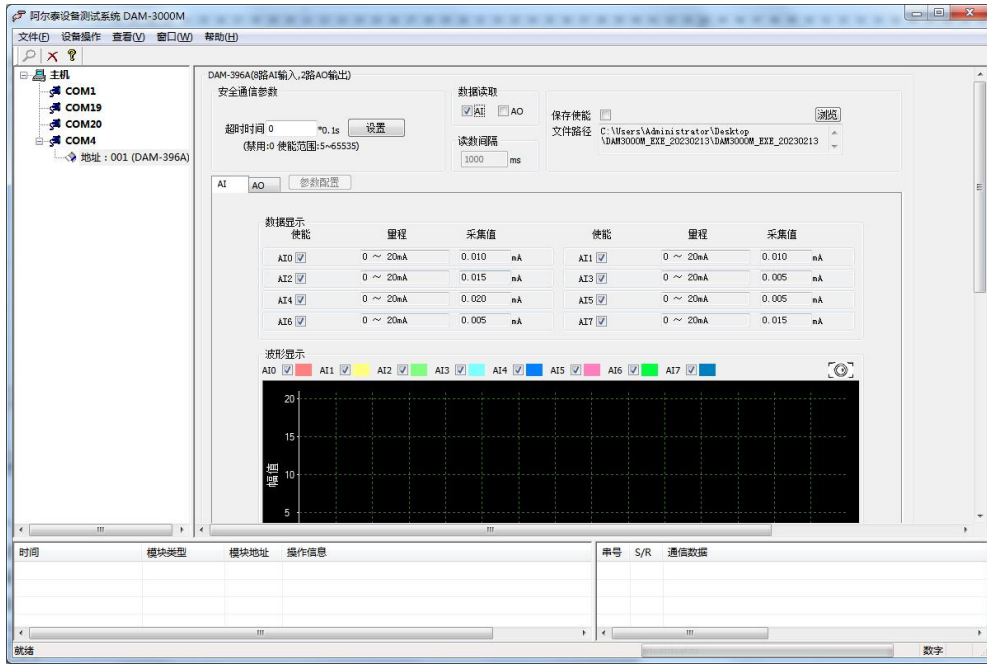 阿尔泰设备测试系统 DAM-3000M
文件(F) 设备操作 查看(V) 窗口(W) 帮助(H)
主机
COM1
COM19
COM20
COM4
地址：001 (DAM-396A)
DAM-396A(8路AI输入,2路AO输出)
安全通信参数
超时时间 0 *0.1s 设置
(禁用:0 使能范围:5~65535)
数据读取
AI AO
读数间隔
1000 ms
保存使能 浏览
文件路径 C:\Users\Administrator\Desktop
\DAM3000M_EXE_20230213\DAM3000M_EXE_20230213
AI AO 参数配置
数据显示
使能 量程 采集值 使能 量程 采集值
AI0 0 ～ 20mA 0.010 mA AI1 0 ～ 20mA 0.010 mA
AI2 0 ～ 20mA 0.015 mA AI3 0 ～ 20mA 0.005 mA
AI4 0 ～ 20mA 0.020 mA AI5 0 ～ 20mA 0.005 mA
AI6 0 ～ 20mA 0.005 mA AI7 0 ～ 20mA 0.015 mA
波形显示
AI0 AI1 AI2 AI3 AI4 AI5 AI6 AI7
20
15
幅值
10
5
时间 模块类型 模块地址 操作信息
串号 S/R 通信数据
就绪 数字